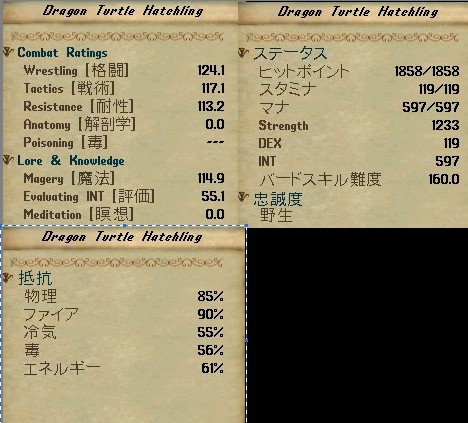 Dragon Turtle Hatchling
Combat Ratings
Wrestling [格闘] 124.1
Tactics [戦術] 117.1
Resistance [耐性] 113.2
Anatomy [解剖学] 0.0
Poisoning [毒] ---
Lore & Knowledge
Magery [魔法] 114.9
Evaluating INT [評価] 55.1
Meditation [瞑想] 0.0
Dragon Turtle Hatchling
ステータス
ヒットポイント 1858/1858
スタミナ 119/119
マナ 597/597
Strength 1233
DEX 119
INT 597
バードスキル難度 160.0
忠誠度
野生
Dragon Turtle Hatchling
抵抗
物理 85%
ファイア 90%
冷気 55%
毒 56%
エネルギー 61%